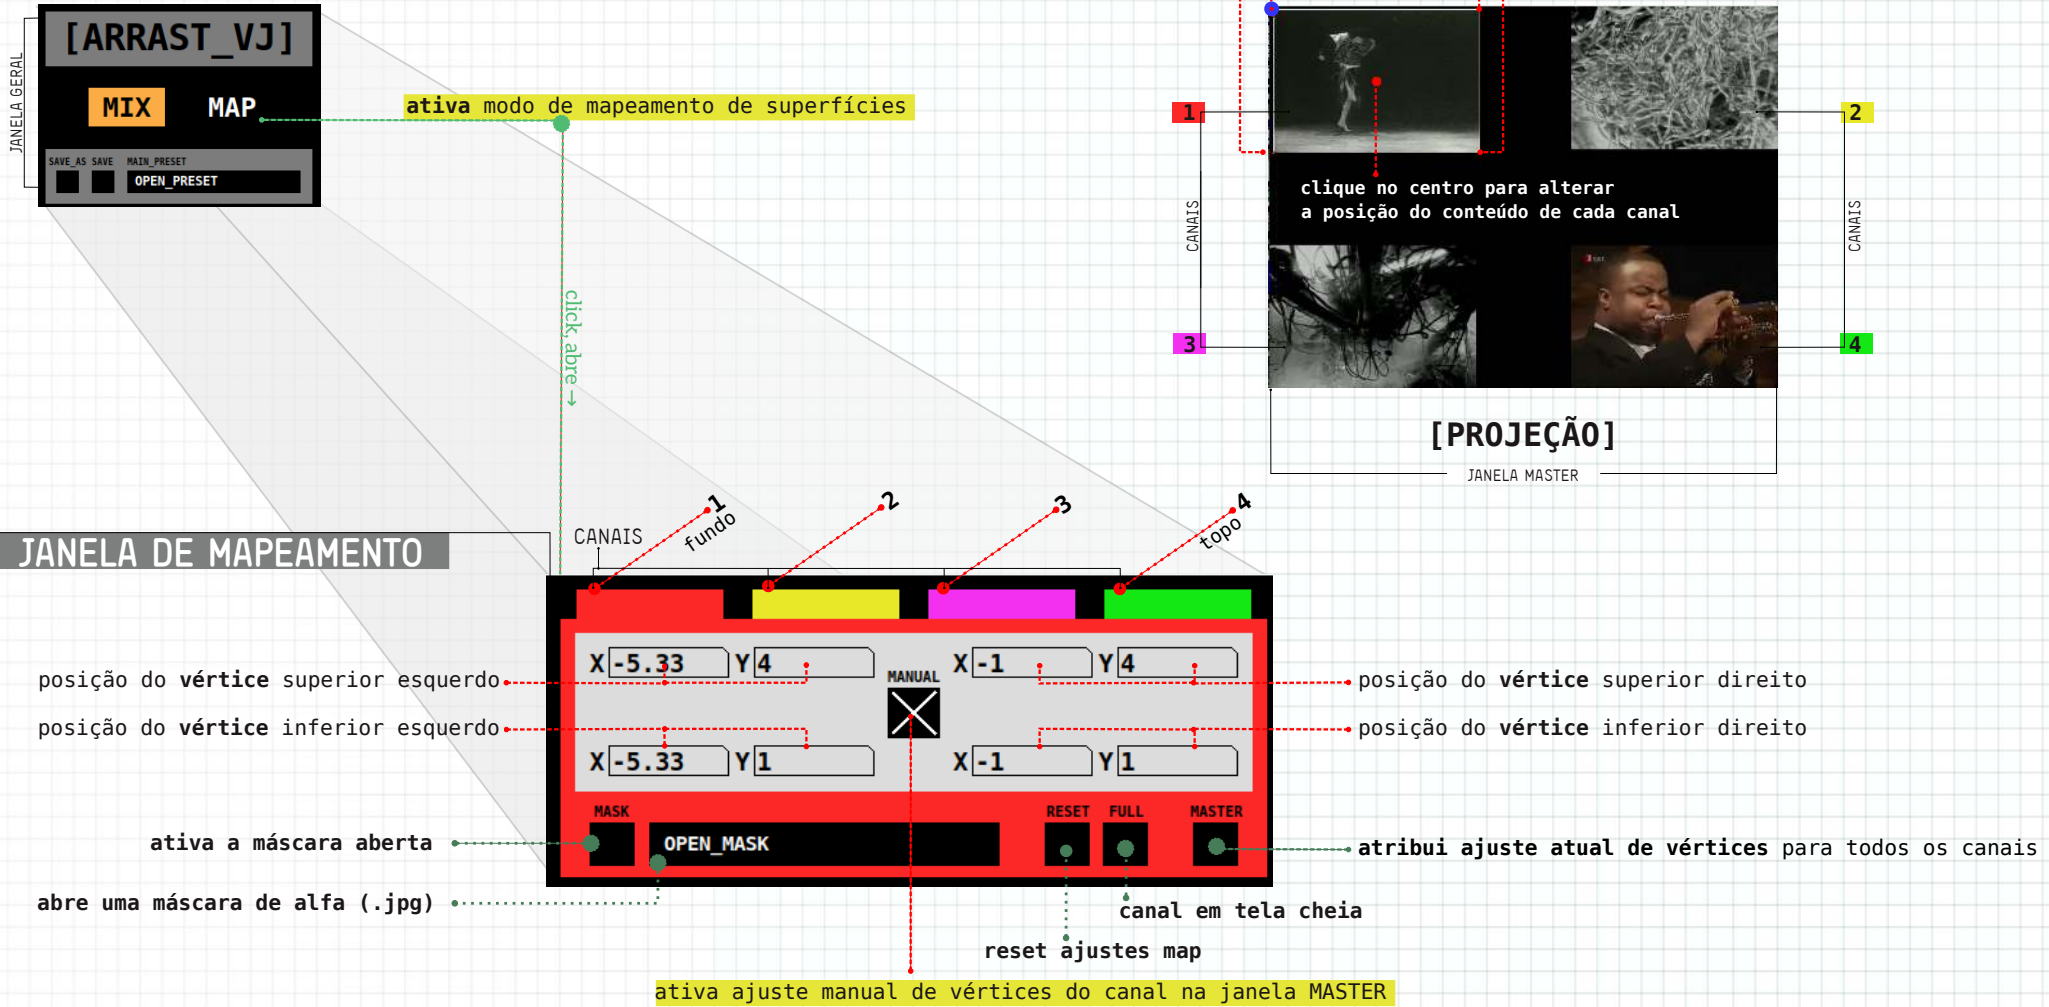 JANELA GERAL
[ARRAST_VJ]
MIX
MAP
SAVE_AS
SAVE
MAIN_PRESET
OPEN_PRESET
ativa modo de mapeamento de superfícies
click, abre →
1
2
CANAIS
CANAIS
clique no centro para alterar
a posição do conteúdo de cada canal
3
4
[PROJEÇÃO]
JANELA MASTER
JANELA DE MAPEAMENTO
CANAIS
1
fundo
2
3
4
topo
X -5.33
Y 4
MANUAL
X -1
Y 4
posição do vértice superior esquerdo
posição do vértice superior direito
posição do vértice inferior esquerdo
posição do vértice inferior direito
X -5.33
Y 1
X -1
Y 1
MASK
OPEN_MASK
RESET
FULL
MASTER
ativa a máscara aberta
atribui ajuste atual de vértices para todos os canais
abre uma máscara de alfa (.jpg)
canal em tela cheia
reset ajustes map
ativa ajuste manual de vértices do canal na janela MASTER